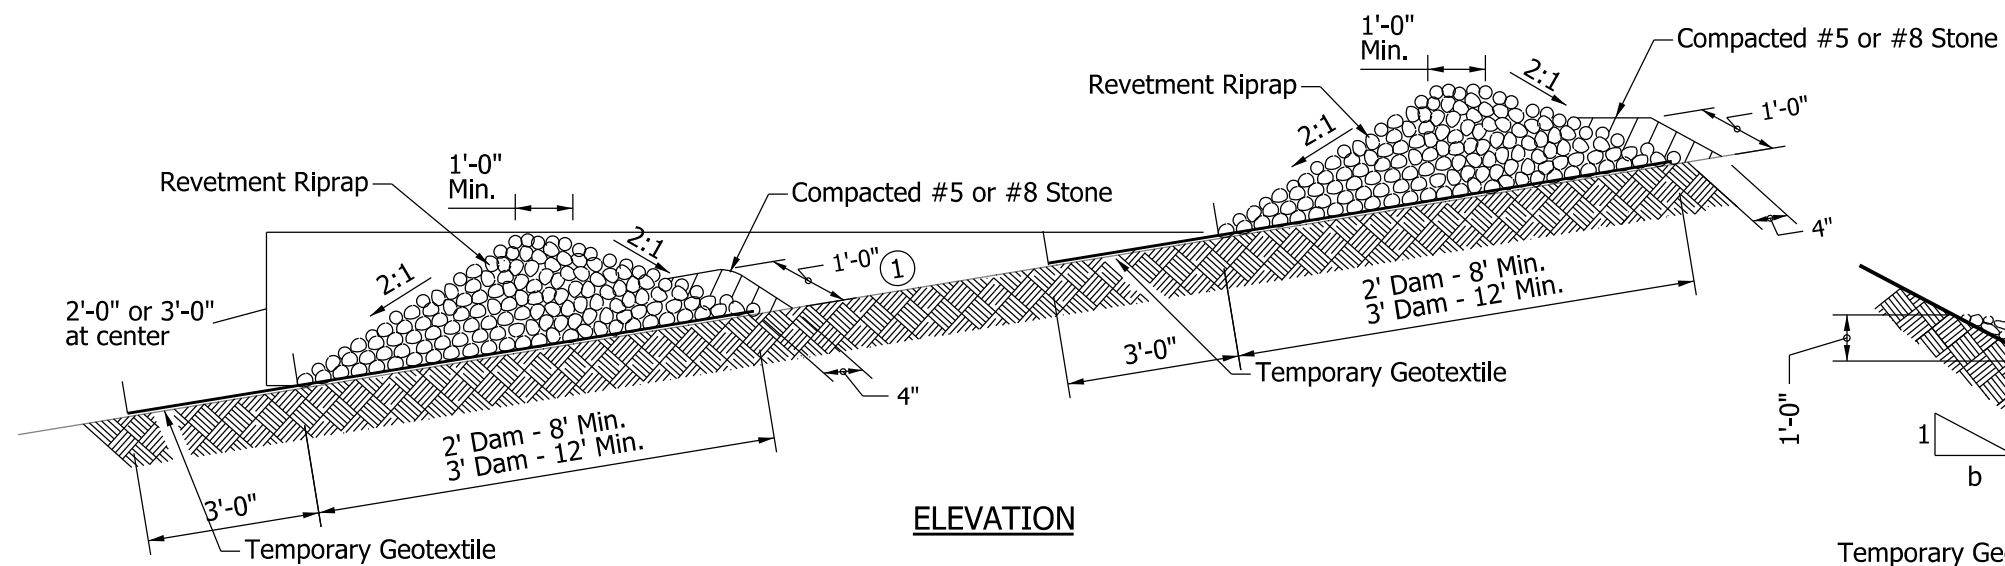 1'-0"
Min.
2:1
Compacted #5 or #8 Stone
Revetment Riprap
2:1
1'-0"
4"
1'-0"
Min.
Revetment Riprap
2:1
Compacted #5 or #8 Stone
2:1
1'-0"
1
2'-0" or 3'-0"
at center
4"
2' Dam - 8' Min.
3' Dam - 12' Min.
3'-0"
Temporary Geotextile
2' Dam - 8' Min.
3' Dam - 12' Min.
3'-0"
Temporary Geotextile
ELEVATION
1'-0"
1
b
Temporary Ge